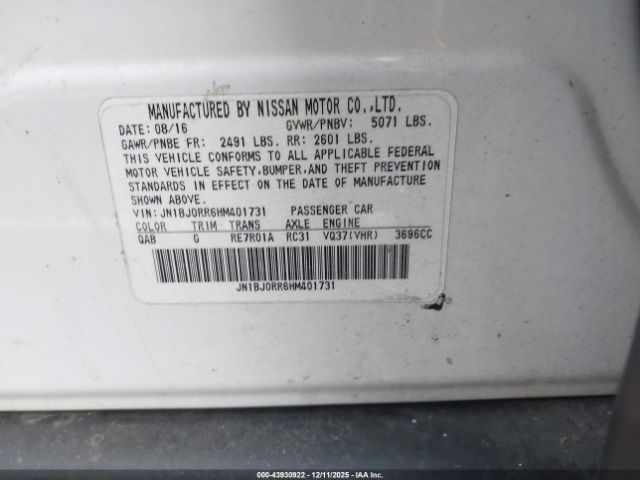 MANUFACTURED BY NISSAN MOTOR CO.,LTD.
DATE: 08/16 GVWR/PNBV: 5071 LBS.
GAWR/PNBE FR: 2491 LBS. RR: 2601 LBS.
THIS VEHICLE CONFORMS TO ALL APPLICABLE FEDERAL
MOTOR VEHICLE SAFETY,BUMPER,AND THEFT PREVENTION
STANDARDS IN EFFECT ON THE DATE OF MANUFACTURE
SHOWN ABOVE.
VIN: JN1BJ0RR6HM401731 PASSENGER CAR
COLOR TRIM TRANS AXLE ENGINE
QAB G RE7R01A RC31 VQ37(VHR) 3696CC
JN1BJ0RR6HM401731
000-43930922 | 12/11/2025 | IAAI.COM